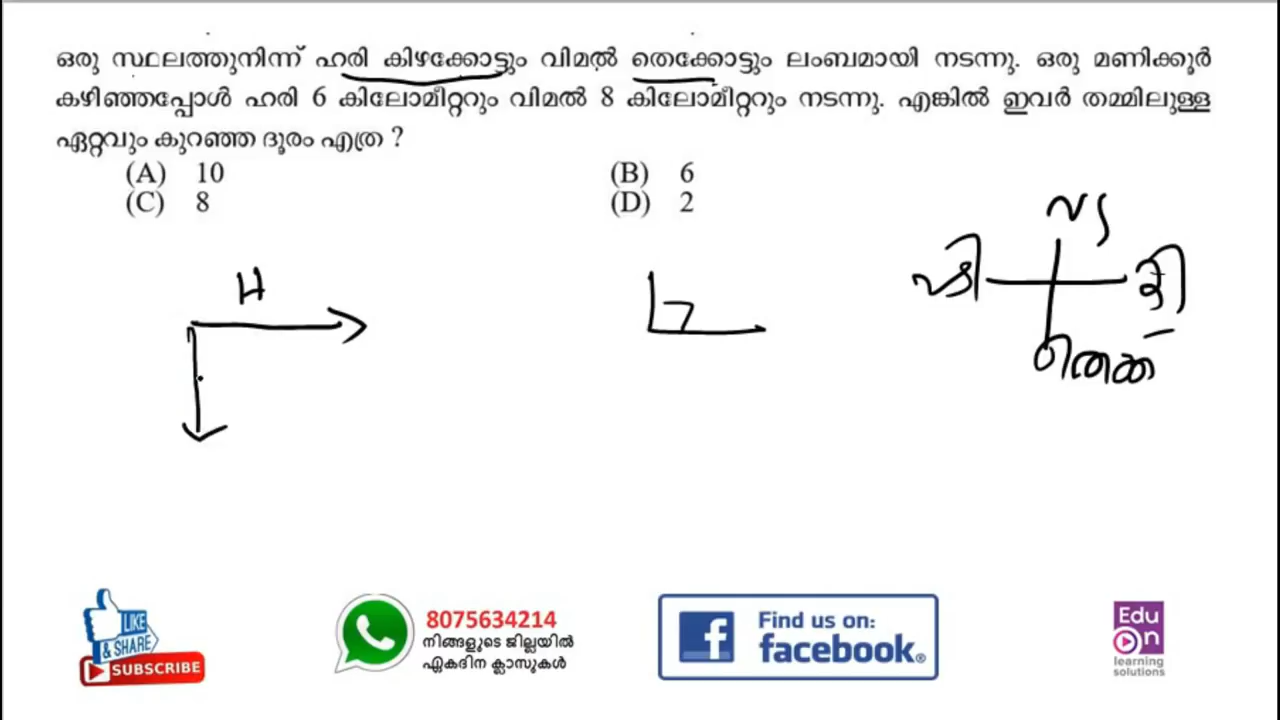 ഒരു സ്ഥലത്തുനിന്ന് ഹരി കിഴക്കോട്ടും വിമൽ തെക്കോട്ടും ലംബമായി നടന്നു. ഒരു മണിക്കൂർ
കഴിഞ്ഞപ്പോൾ ഹരി 6 കിലോമീറ്ററും വിമൽ 8 കിലോമീറ്ററും നടന്നു. എങ്കിൽ ഇവർ തമ്മിലുള്ള
ഏറ്റവും കുറഞ്ഞ ദൂരം എത്ര ?
(A) 10 (B) 6
(C) 8 (D) 2
വട
പടി കി
H
തെക്ക
LIKE
& SHARE
SUBSCRIBE
8075634214
നിങ്ങളുടെ ജില്ലയിൽ
ഏകദിന ക്ലാസുകൾ
f Find us on:
facebook®
Edu
On
learning
solutions